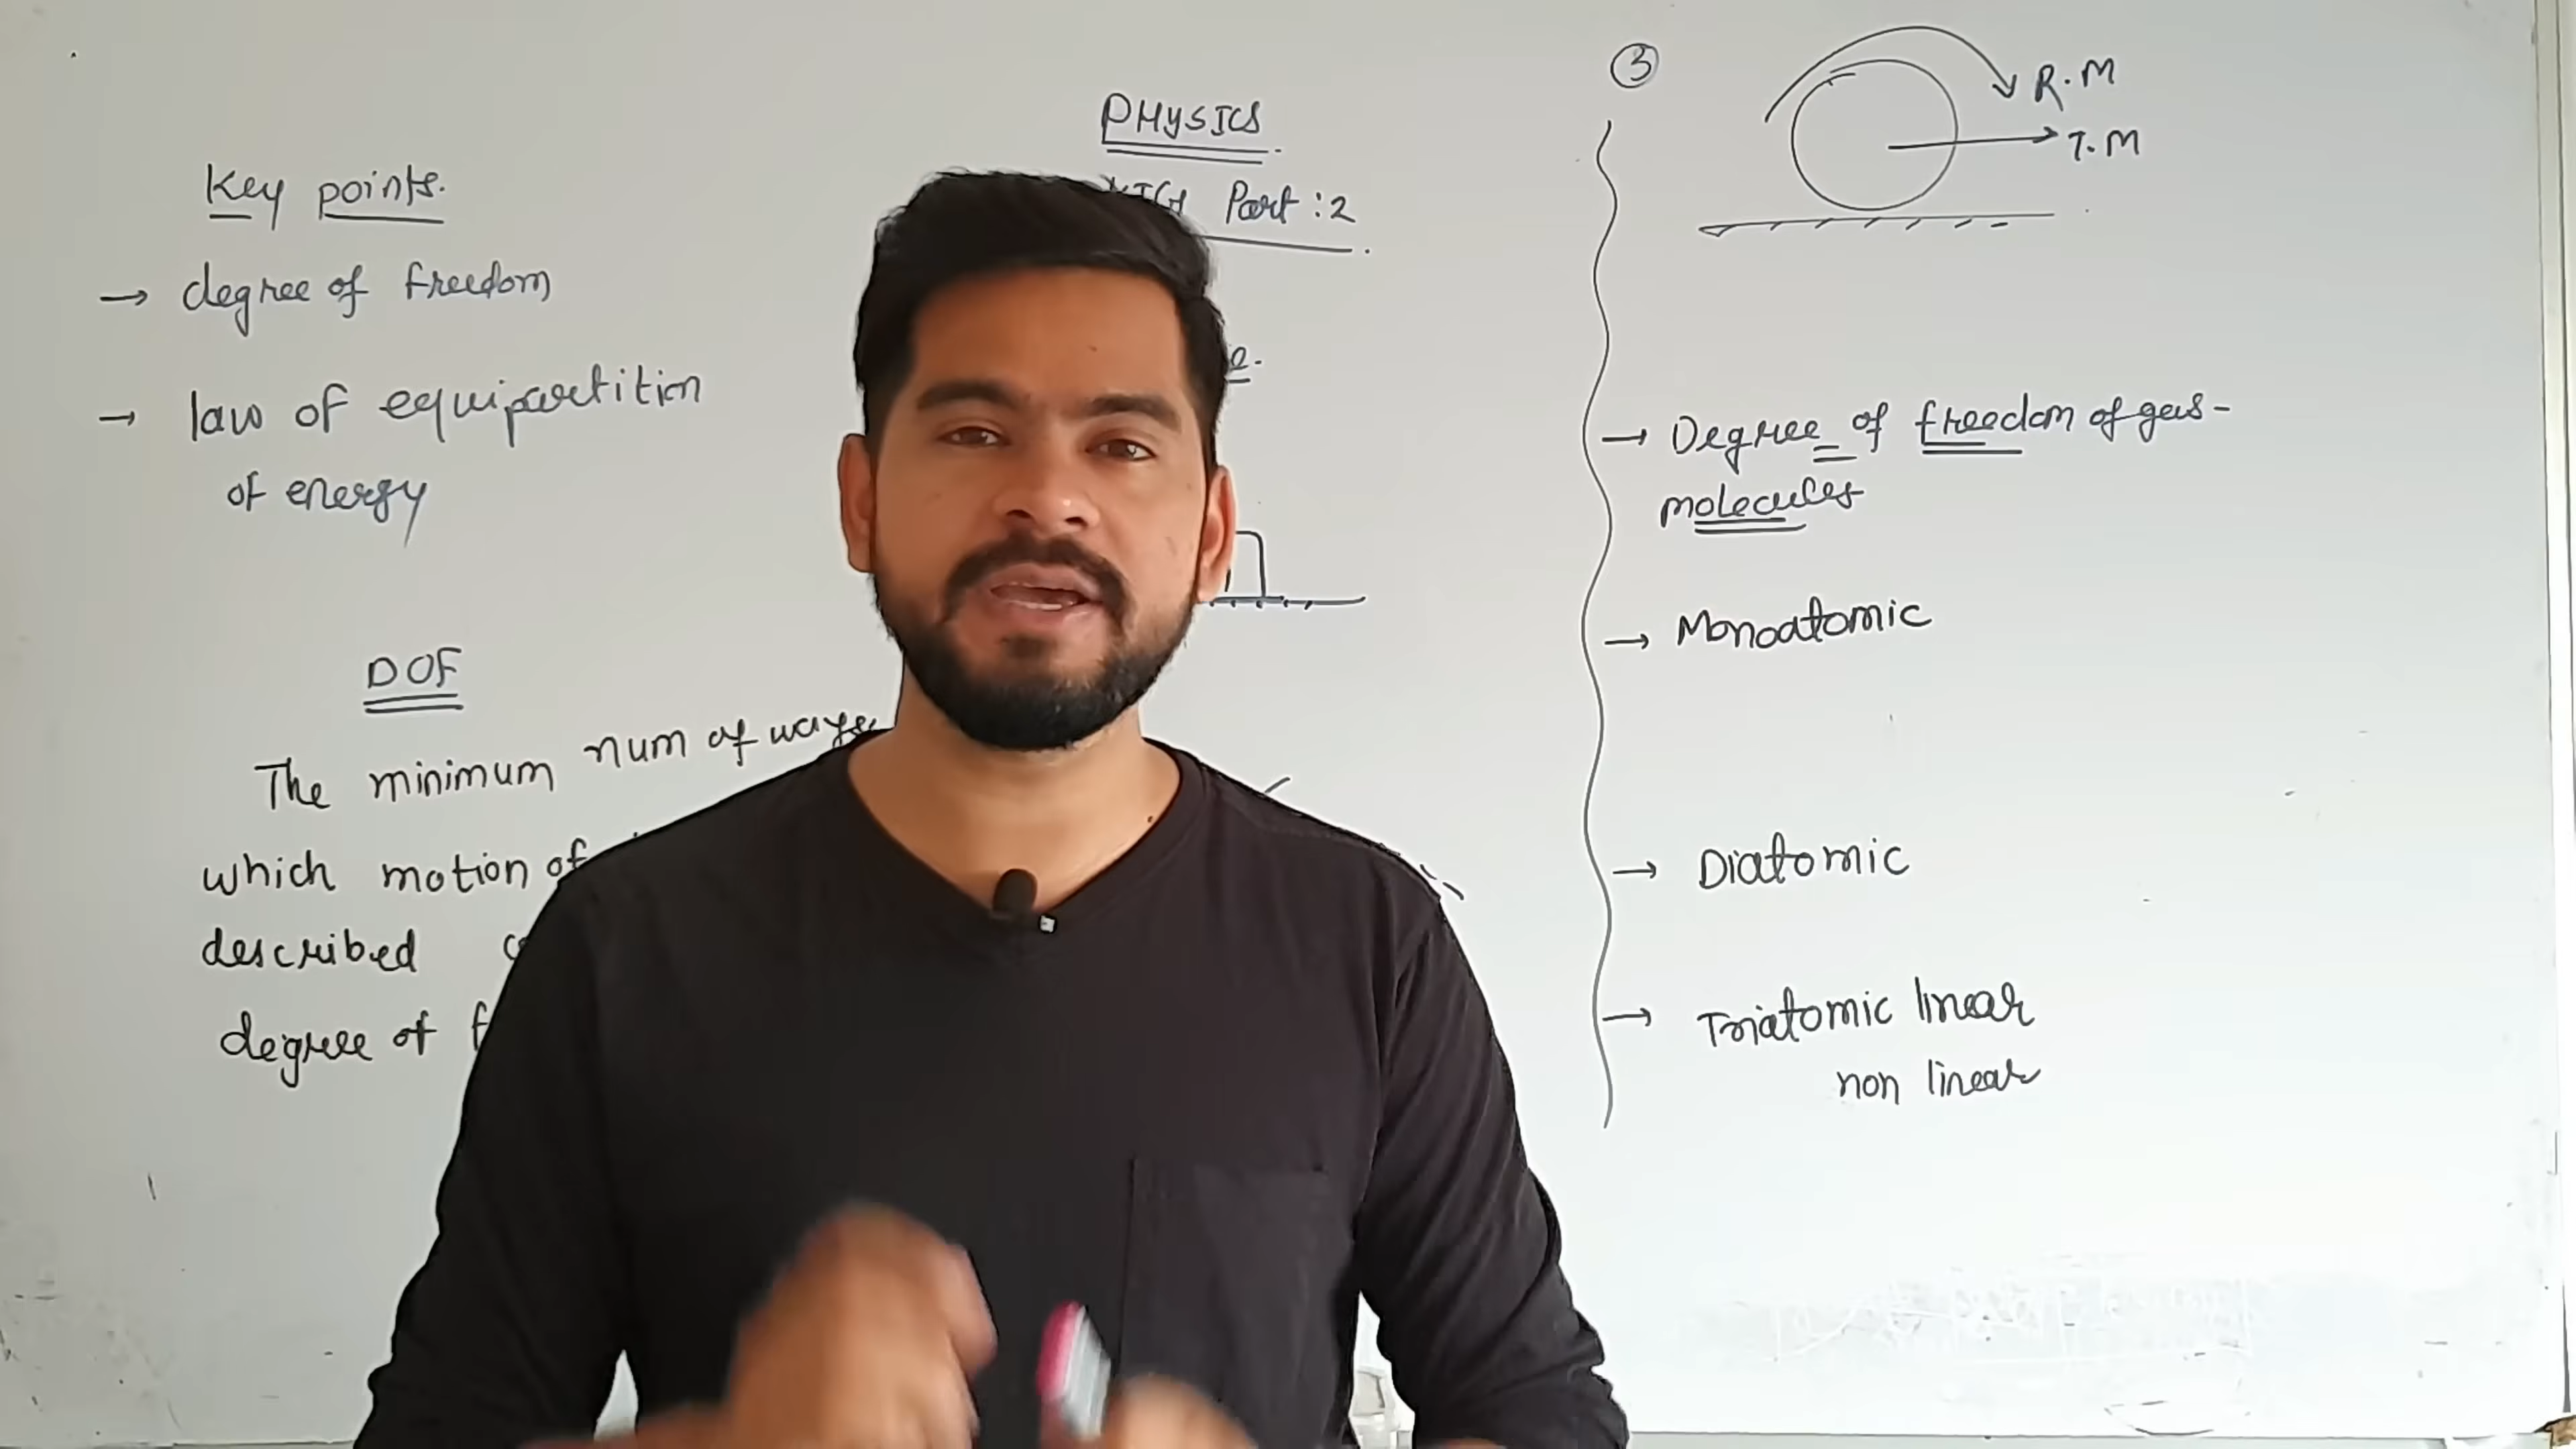 PHYSICS
Part : 2
Key points.
→ degree of freedom
→ law of equipartition
of energy
DOF
The minimum num of ways
which motion of
described
degree of
③
R.M
T.M
→ Degree of freedom of gas-
molecules
→ Monoatomic
→ Diatomic
→ Triatomic linear
non linear